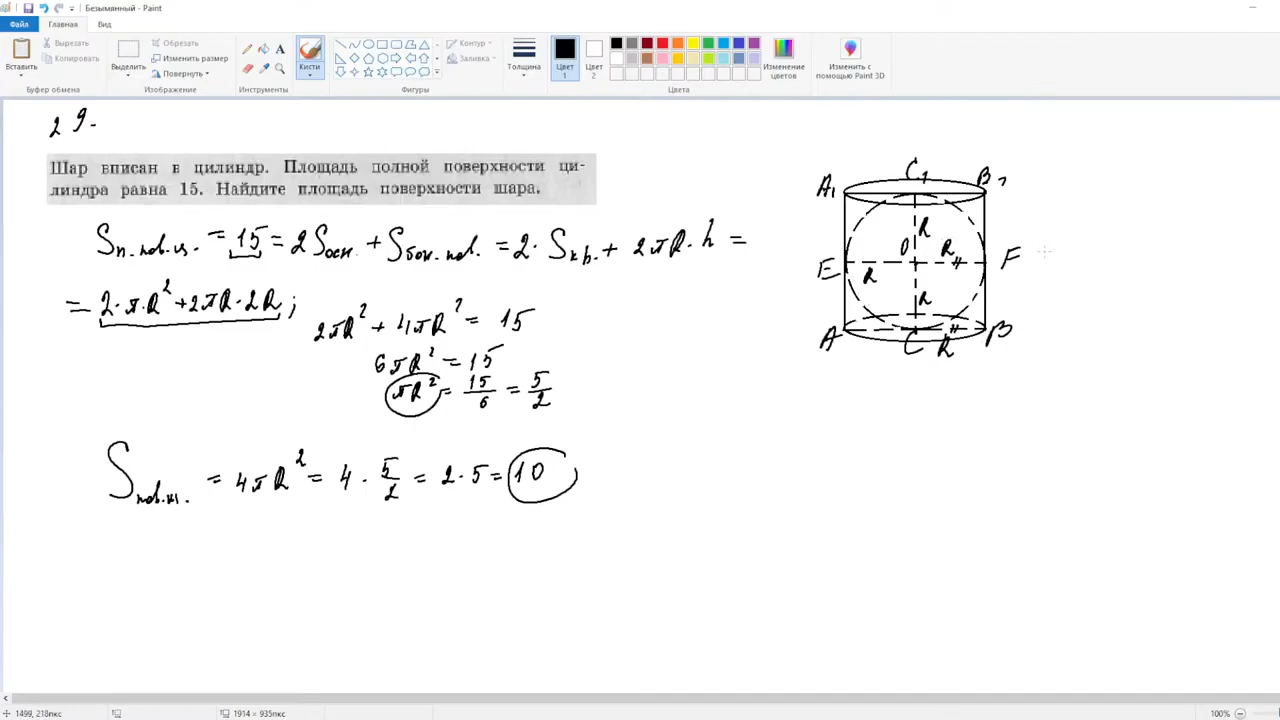 Безымянный - Paint
Файл Главная Вид
Вставить
Вырезать
Копировать
Буфер обмена
Выделить
Обрезать
Изменить размер
Повернуть
Изображение
A
Инструменты
Кисти
Контур
Заливка
Фигуры
Толщина
Цвет 1
Цвет 2
Изменение цветов
Цвета
Изменить с помощью Paint 3D
29.
Шар вписан в цилиндр. Площадь полной поверхности ци-
линдра равна 15. Найдите площадь поверхности шара.
Sп.пов.ц. = 15 = 2Sосн. + Sбок.пов. = 2·Sкр. + 2πR·h =
= 2·π·R² + 2πR·2R;
2πR² + 4πR² = 15
6πR² = 15
πR² = 15/6 = 5/2
Sпов.ш. = 4πR² = 4 · 5/2 = 2·5 = 10
A₁ C₁ B₁
R
E R O R F
R
A C R B
1499, 218пкс
1914 × 935пкс
100%